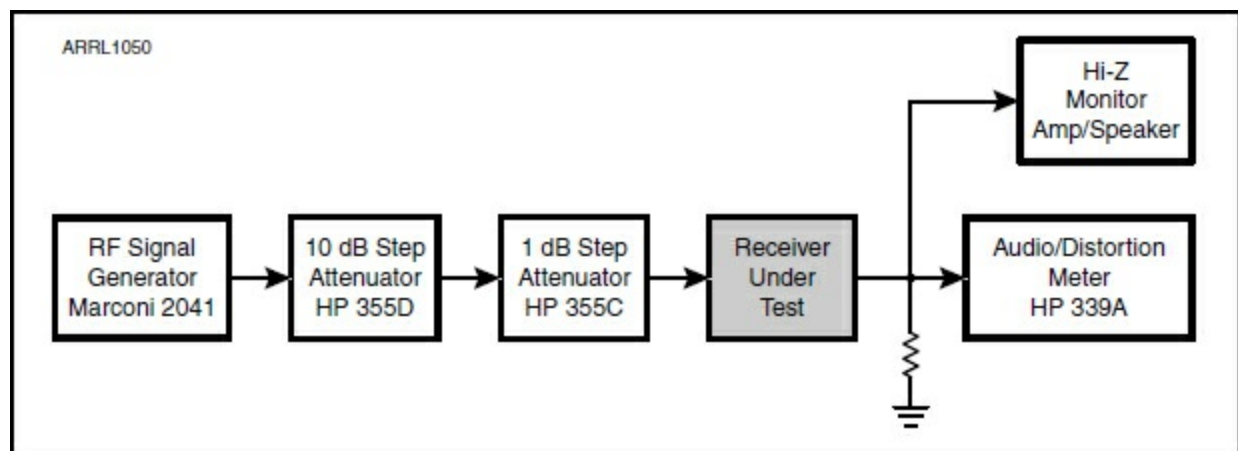 ARRL1050
Hi-Z
Monitor
Amp/Speaker
RF Signal
Generator
Marconi 2041
10 dB Step
Attenuator
HP 355D
1 dB Step
Attenuator
HP 355C
Receiver
Under
Test
Audio/Distortion
Meter
HP 339A